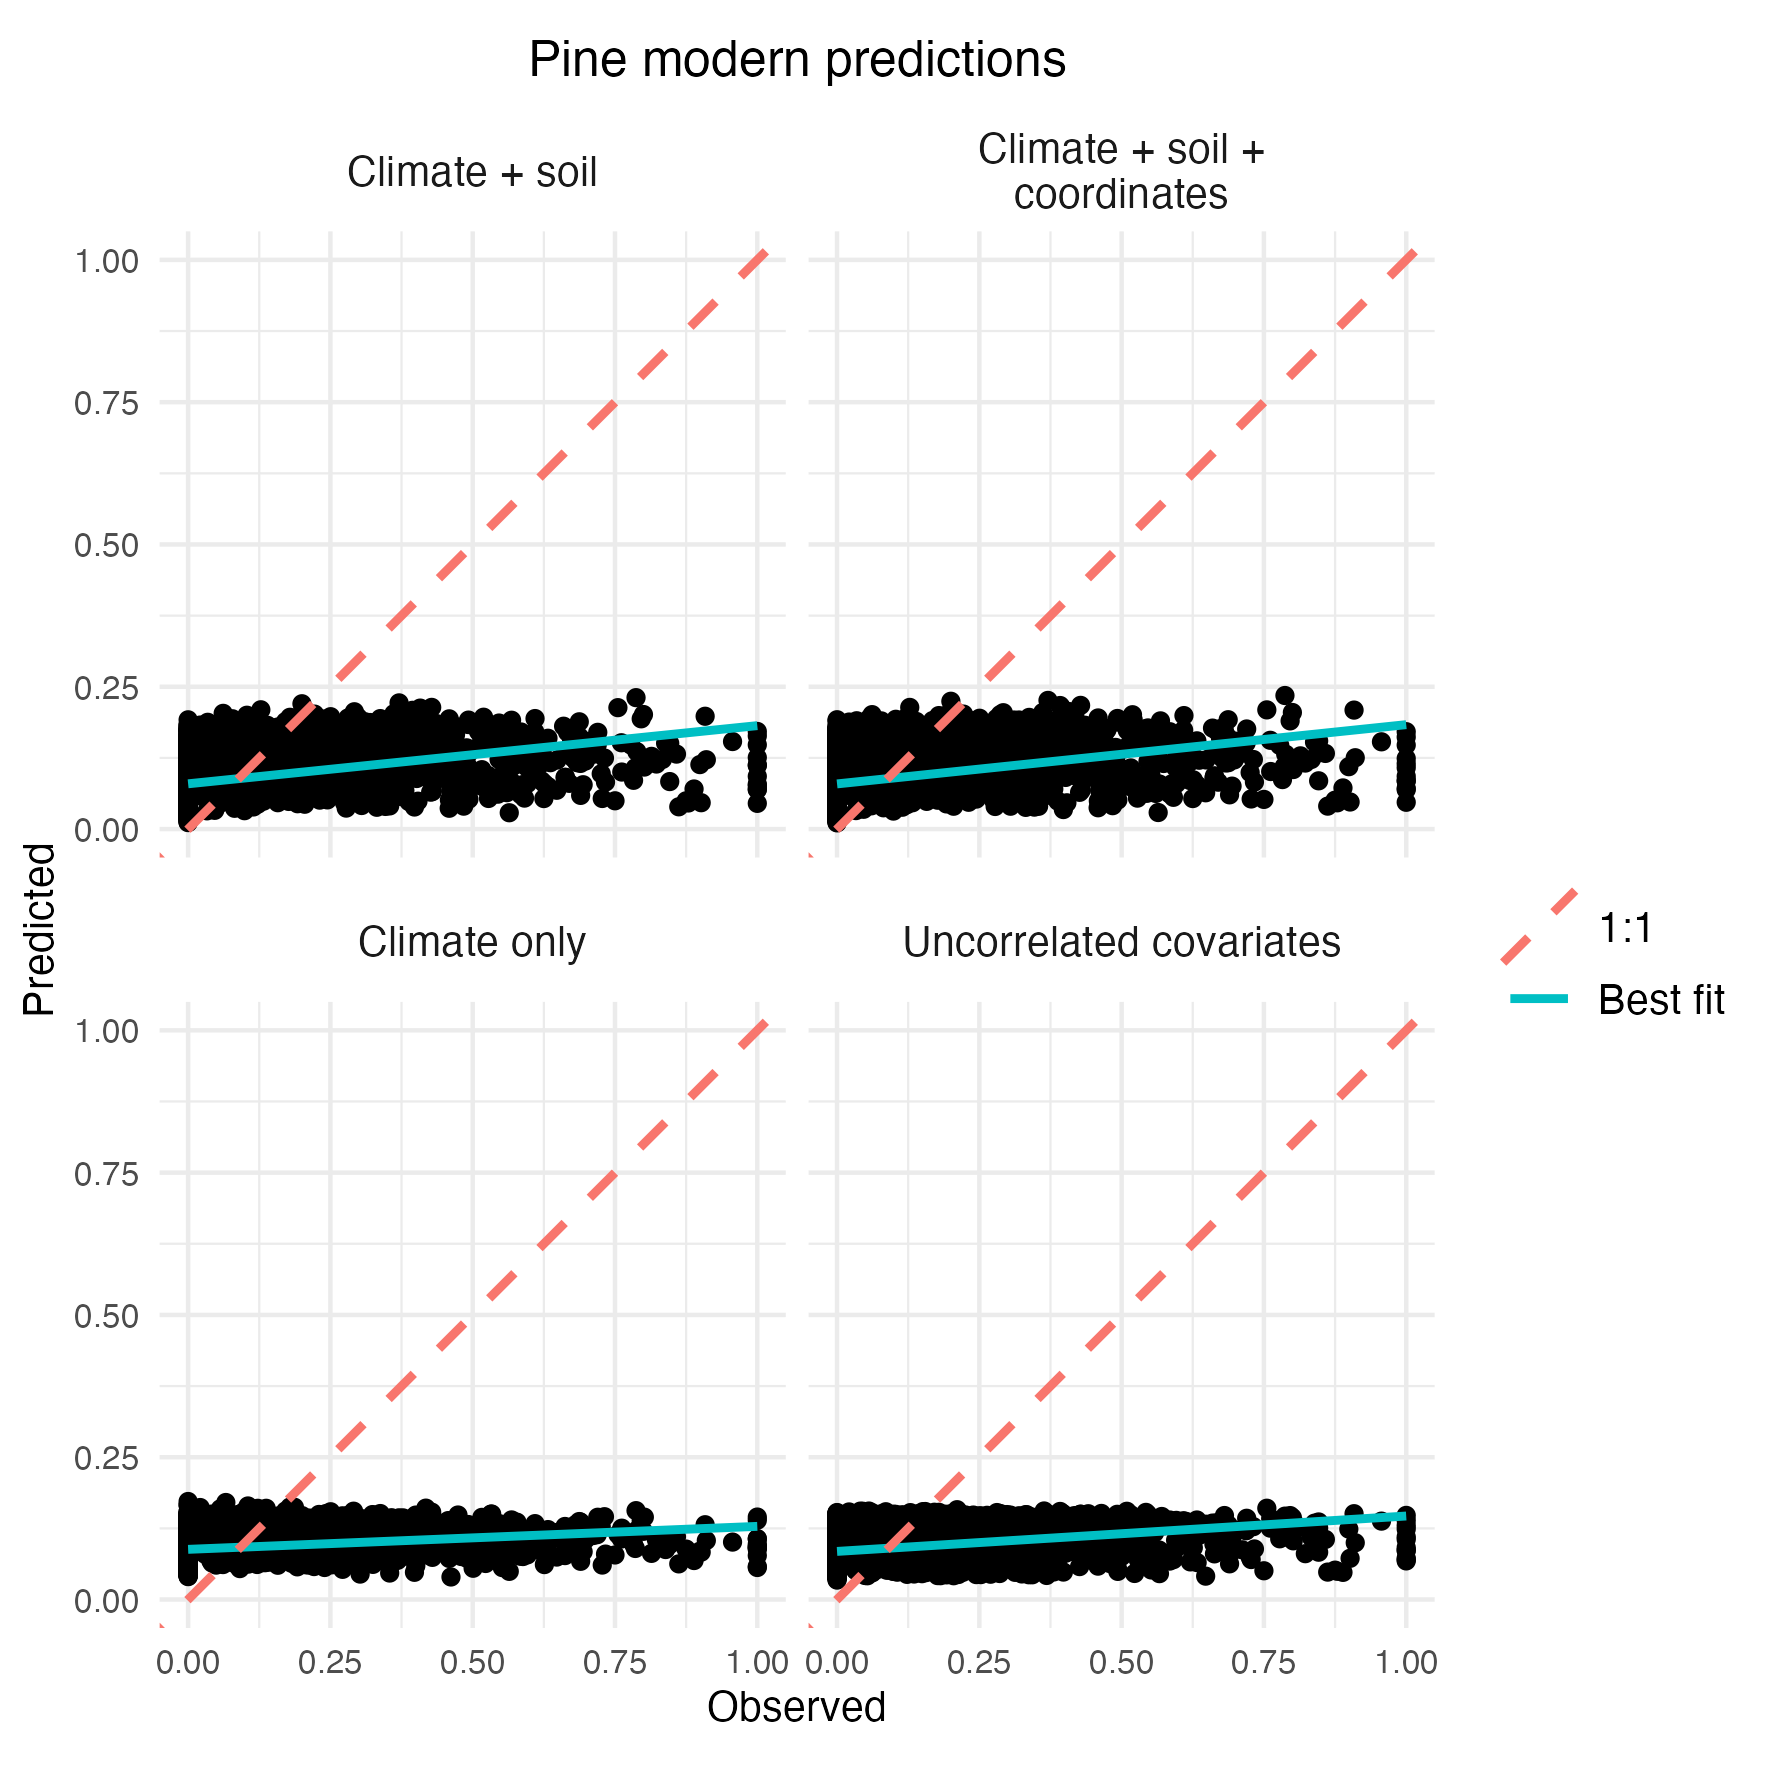 Pine modern predictions
Climate + soil
Climate + soil +
coordinates
1.00
0.75
0.50
0.25
0.00
Predicted
Climate only
Uncorrelated covariates
1.00
0.75
0.50
0.25
0.00
0.00 0.25 0.50 0.75 1.00
0.00 0.25 0.50 0.75 1.00
Observed
1:1
Best fit